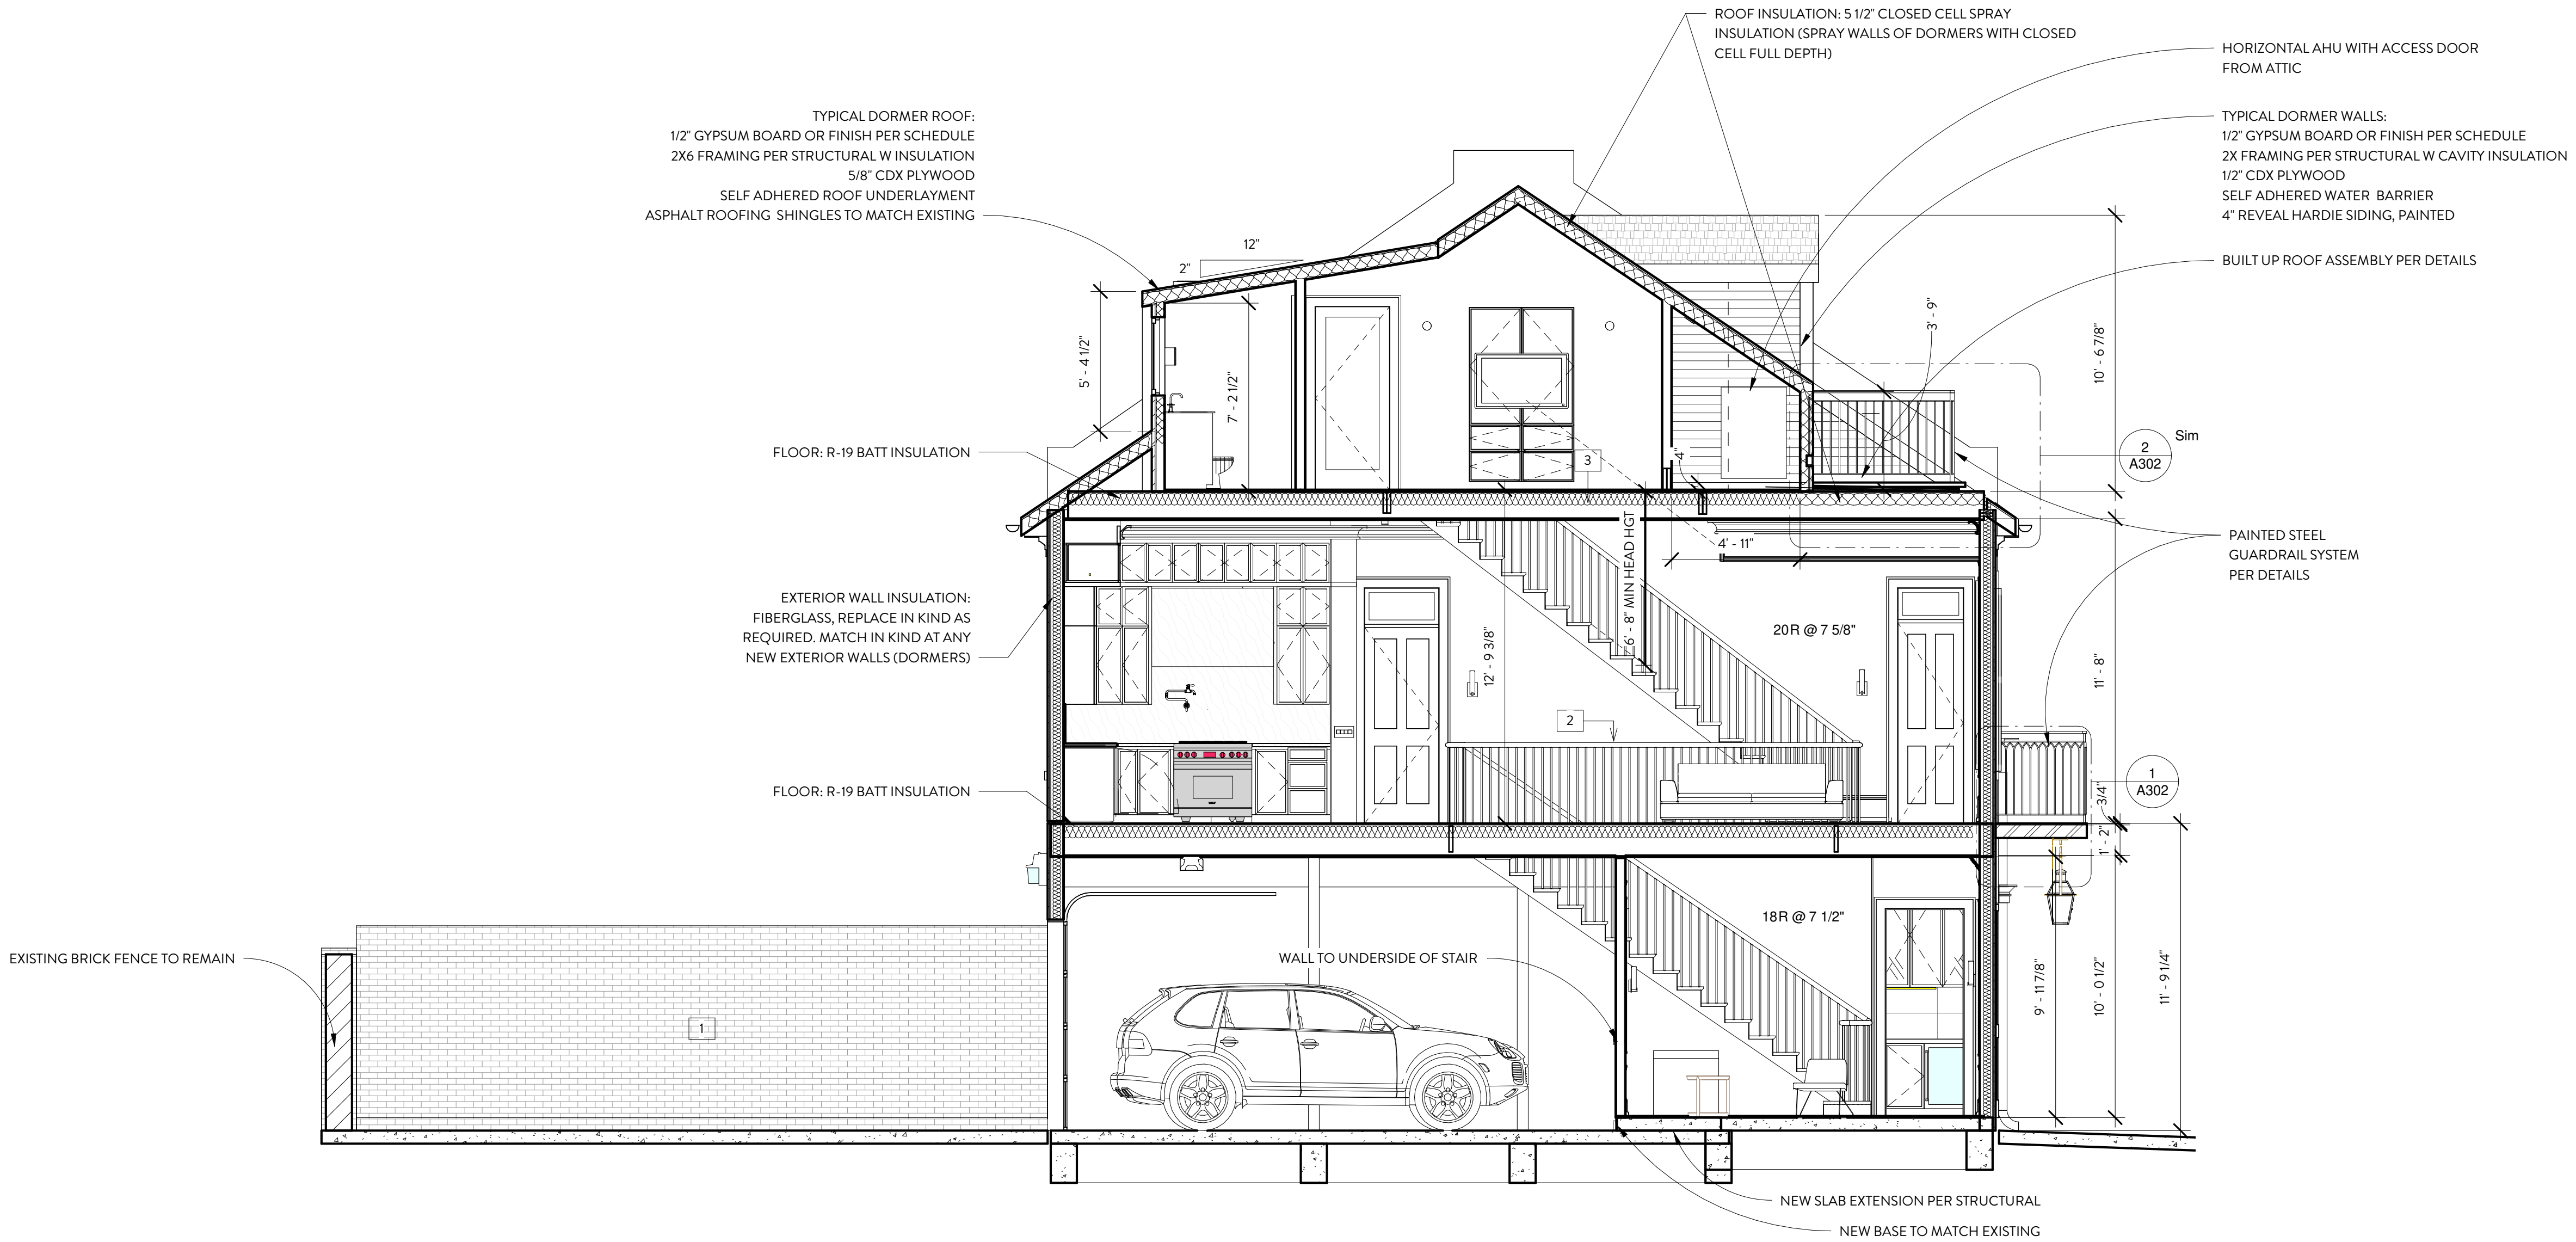 ROOF INSULATION: 5 1/2" CLOSED CELL SPRAY
INSULATION (SPRAY WALLS OF DORMERS WITH CLOSED
CELL FULL DEPTH)
HORIZONTAL AHU WITH ACCESS DOOR
FROM ATTIC
TYPICAL DORMER ROOF:
1/2" GYPSUM BOARD OR FINISH PER SCHEDULE
2X6 FRAMING PER STRUCTURAL W INSULATION
5/8" CDX PLYWOOD
SELF ADHERED ROOF UNDERLAYMENT
ASPHALT ROOFING SHINGLES TO MATCH EXISTING
TYPICAL DORMER WALLS:
1/2" GYPSUM BOARD OR FINISH PER SCHEDULE
2X FRAMING PER STRUCTURAL W CAVITY INSULATION
1/2" CDX PLYWOOD
SELF ADHERED WATER BARRIER
4" REVEAL HARDIE SIDING, PAINTED
BUILT UP ROOF ASSEMBLY PER DETAILS
12"
2"
5' - 4 1/2"
7' - 2 1/2"
3' - 9"
10' - 6 7/8"
FLOOR: R-19 BATT INSULATION
3
4"
2
A302
Sim
6' - 8" MIN HEAD HGT
4' - 11"
PAINTED STEEL
GUARDRAIL SYSTEM
PER DETAILS
EXTERIOR WALL INSULATION:
FIBERGLASS, REPLACE IN KIND AS
REQUIRED. MATCH IN KIND AT ANY
NEW EXTERIOR WALLS (DORMERS)
12' - 9 3/8"
20R @ 7 5/8"
11' - 8"
2
FLOOR: R-19 BATT INSULATION
1
A302
3/4"
1' - 2"
18R @ 7 1/2"
EXISTING BRICK FENCE TO REMAIN
WALL TO UNDERSIDE OF STAIR
9' - 11 7/8"
10' - 0 1/2"
11' - 9 1/4"
1
NEW SLAB EXTENSION PER STRUCTURAL
NEW BASE TO MATCH EXISTING